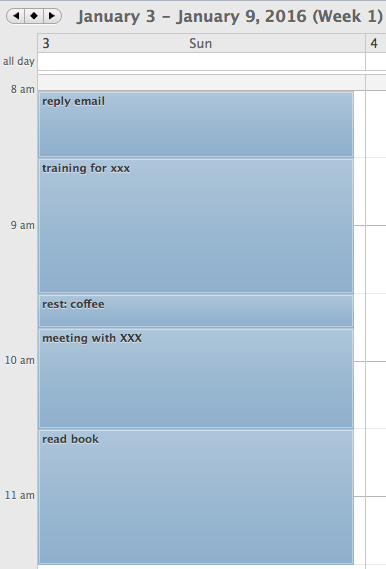 January 3 – January 9, 2016 (Week 1)
3 Sun 4
all day
8 am
reply email
training for xxx
9 am
rest: coffee
meeting with XXX
10 am
read book
11 am